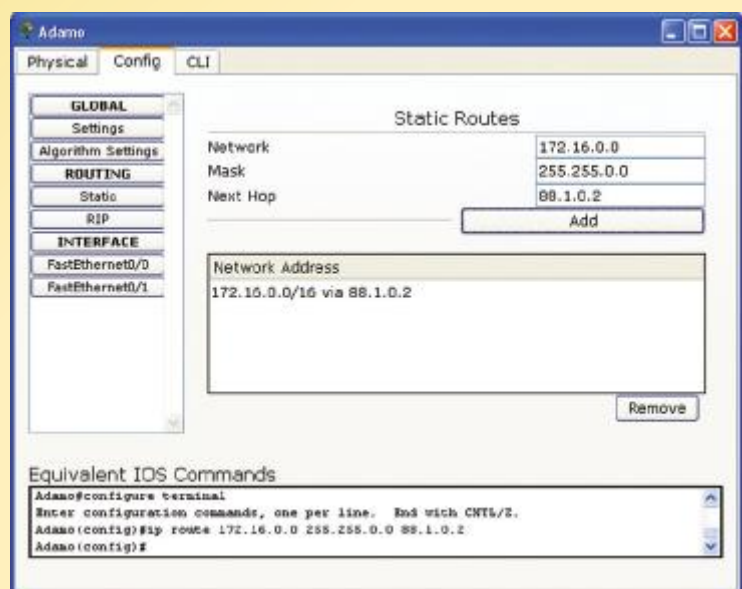 Adamo
Physical Config CLI
GLOBAL
Settings
Algorithm Settings
ROUTING
Static
RIP
INTERFACE
FastEthernet0/0
FastEthernet0/1
Static Routes
Network 172.16.0.0
Mask 255.255.0.0
Next Hop 88.1.0.2
Add
Network Address
172.16.0.0/16 via 88.1.0.2
Remove
Equivalent IOS Commands
Adamo#configure terminal
Enter configuration commands, one per line. End with CNTL/Z.
Adamo(config)#ip route 172.16.0.0 255.255.0.0 88.1.0.2
Adamo(config)#